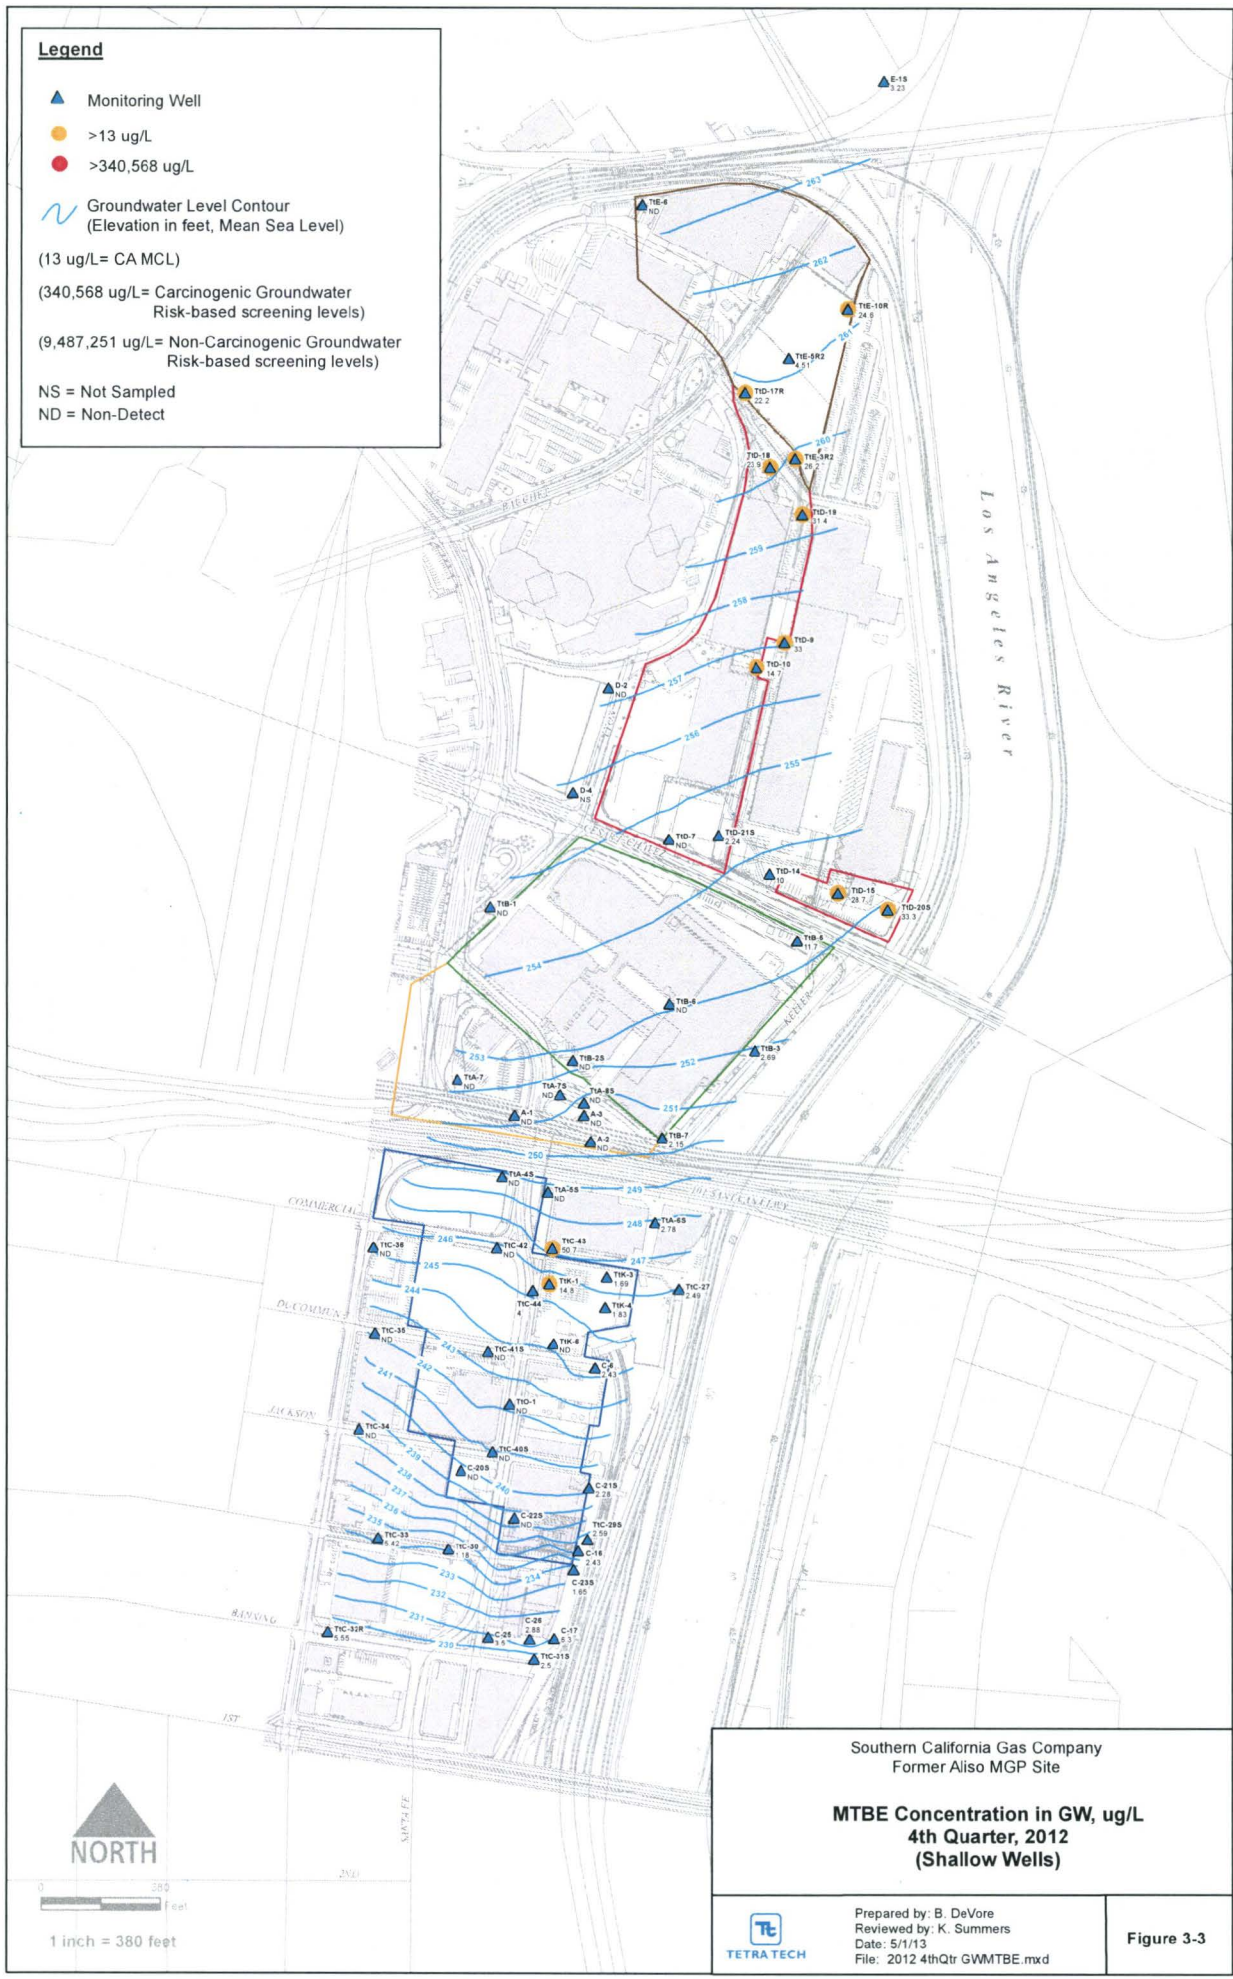 Legend
Monitoring Well
>13 ug/L
>340,568 ug/L
Groundwater Level Contour
(Elevation in feet, Mean Sea Level)
(13 ug/L= CA MCL)
(340,568 ug/L= Carcinogenic Groundwater
Risk-based screening levels)
(9,487,251 ug/L= Non-Carcinogenic Groundwater
Risk-based screening levels)
NS = Not Sampled
ND = Non-Detect
E-1S
3.23
263
TtE-6
ND
262
TtE-10R
24.6
261
TtE-5R2
4.51
TtD-17R
22.2
260
TtD-18
23.9
TtE-3R2
26.2
TtD-19
31.4
Los Angeles River
259
258
TtD-9
33
TtD-10
14.7
257
D-2
ND
256
255
D-4
NS
TtD-7
ND
TtD-21S
2.24
TtD-14
10
TtD-15
28.7
TtD-20S
33.3
TtB-1
ND
11.7
254
KELLER
TtB-6
ND
253
TtB-2S
ND
252
TtB-3
2.69
TtA-7
ND
TtA-7S
ND
TtA-8S
ND
251
A-1
ND
A-3
ND
A-2
ND
TtB-7
2.15
250
TtA-4S
ND
TtA-5S
ND
249
COMMERCIAL
248
TtA-6S
2.78
246
TtC-36
ND
TtC-42
ND
TtC-43
50.7
247
245
TtK-1
14.8
TtK-3
1.69
TtC-27
2.49
244
TtC-44
4
TtK-4
1.83
DUCOMMUN
TtC-35
ND
243
TtC-41S
ND
TtK-6
ND
242
C-6
2.43
241
TtO-1
ND
JACKSON
TtC-34
ND
TtC-40S
ND
239
C-20S
ND
238
240
C-21S
2.28
237
236
C-22S
ND
235
TtC-33
5.42
TtC-30
1.18
TtC-29S
2.59
C-16
2.43
233
234
C-23S
1.65
232
231
BANNING
TtC-32R
5.55
230
C-25
3.5
C-26
2.88
C-17
5.3
TtC-31S
2.5
1ST
SANTA FE
2ND
NORTH
0
380
Feet
1 inch = 380 feet
Southern California Gas Company
Former Aliso MGP Site
MTBE Concentration in GW, ug/L
4th Quarter, 2012
(Shallow Wells)
Tt
TETRA TECH
Prepared by: B. DeVore
Reviewed by: K. Summers
Date: 5/1/13
File: 2012 4thQtr GWMTBE.mxd
Figure 3-3